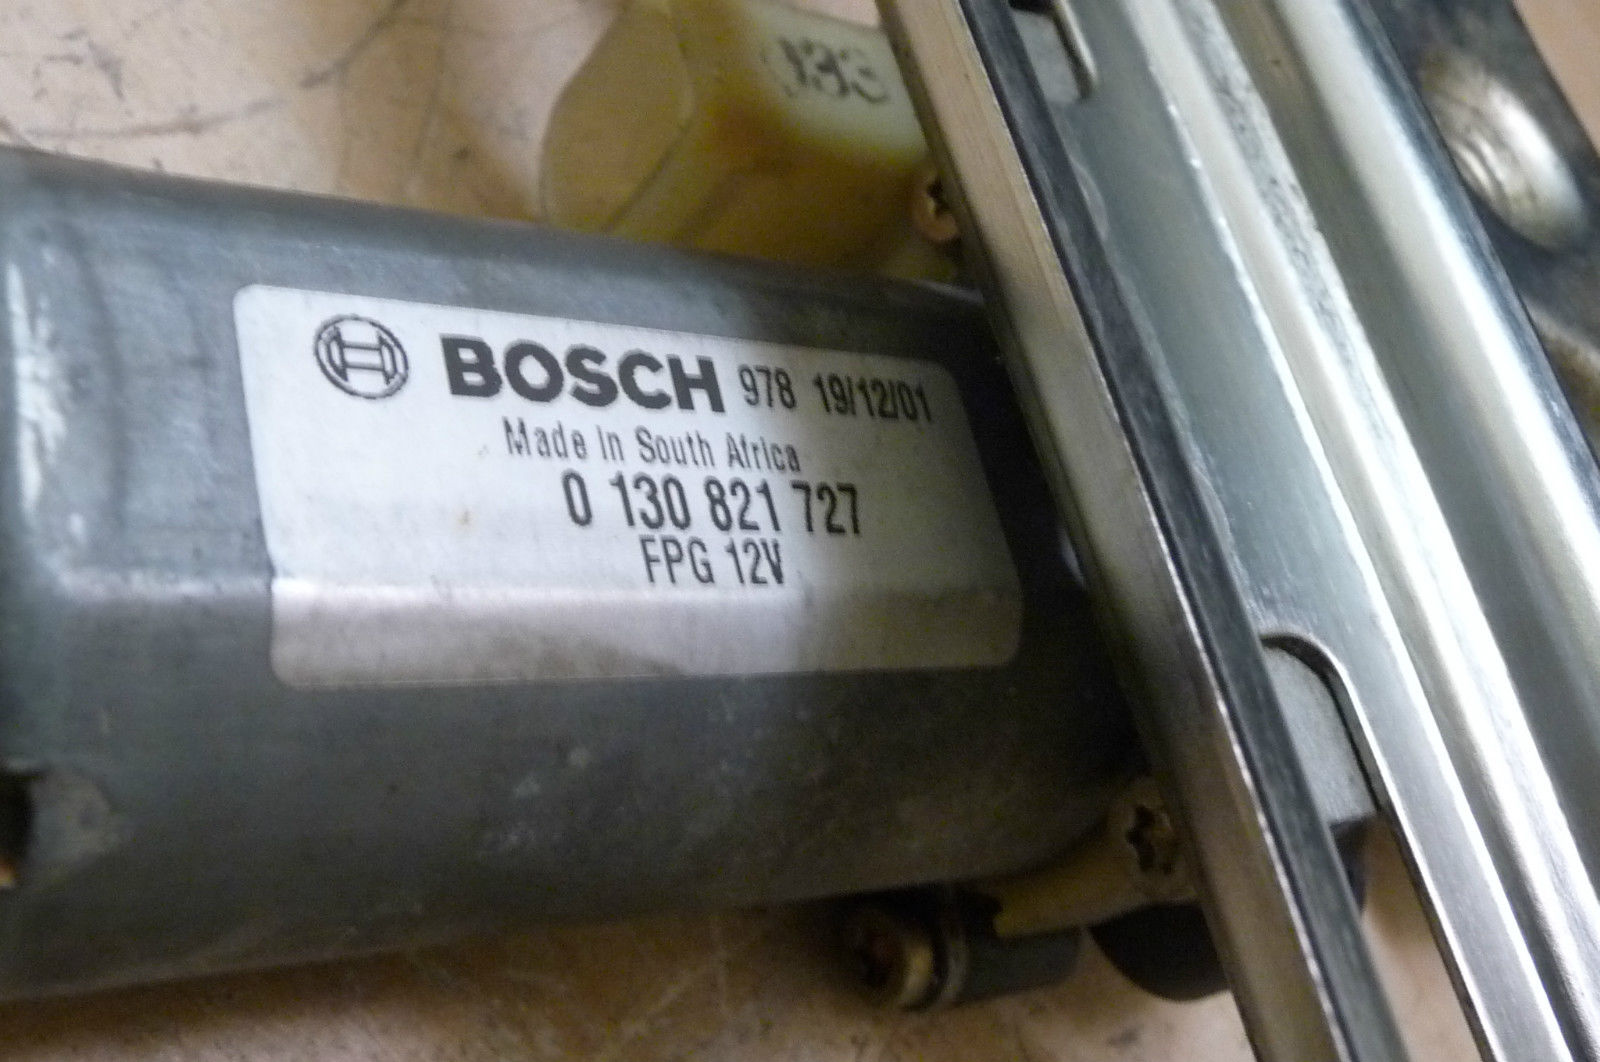 BOSCH 978 19/12/01
Made in South Africa
0 130 821 727
FPG 12V